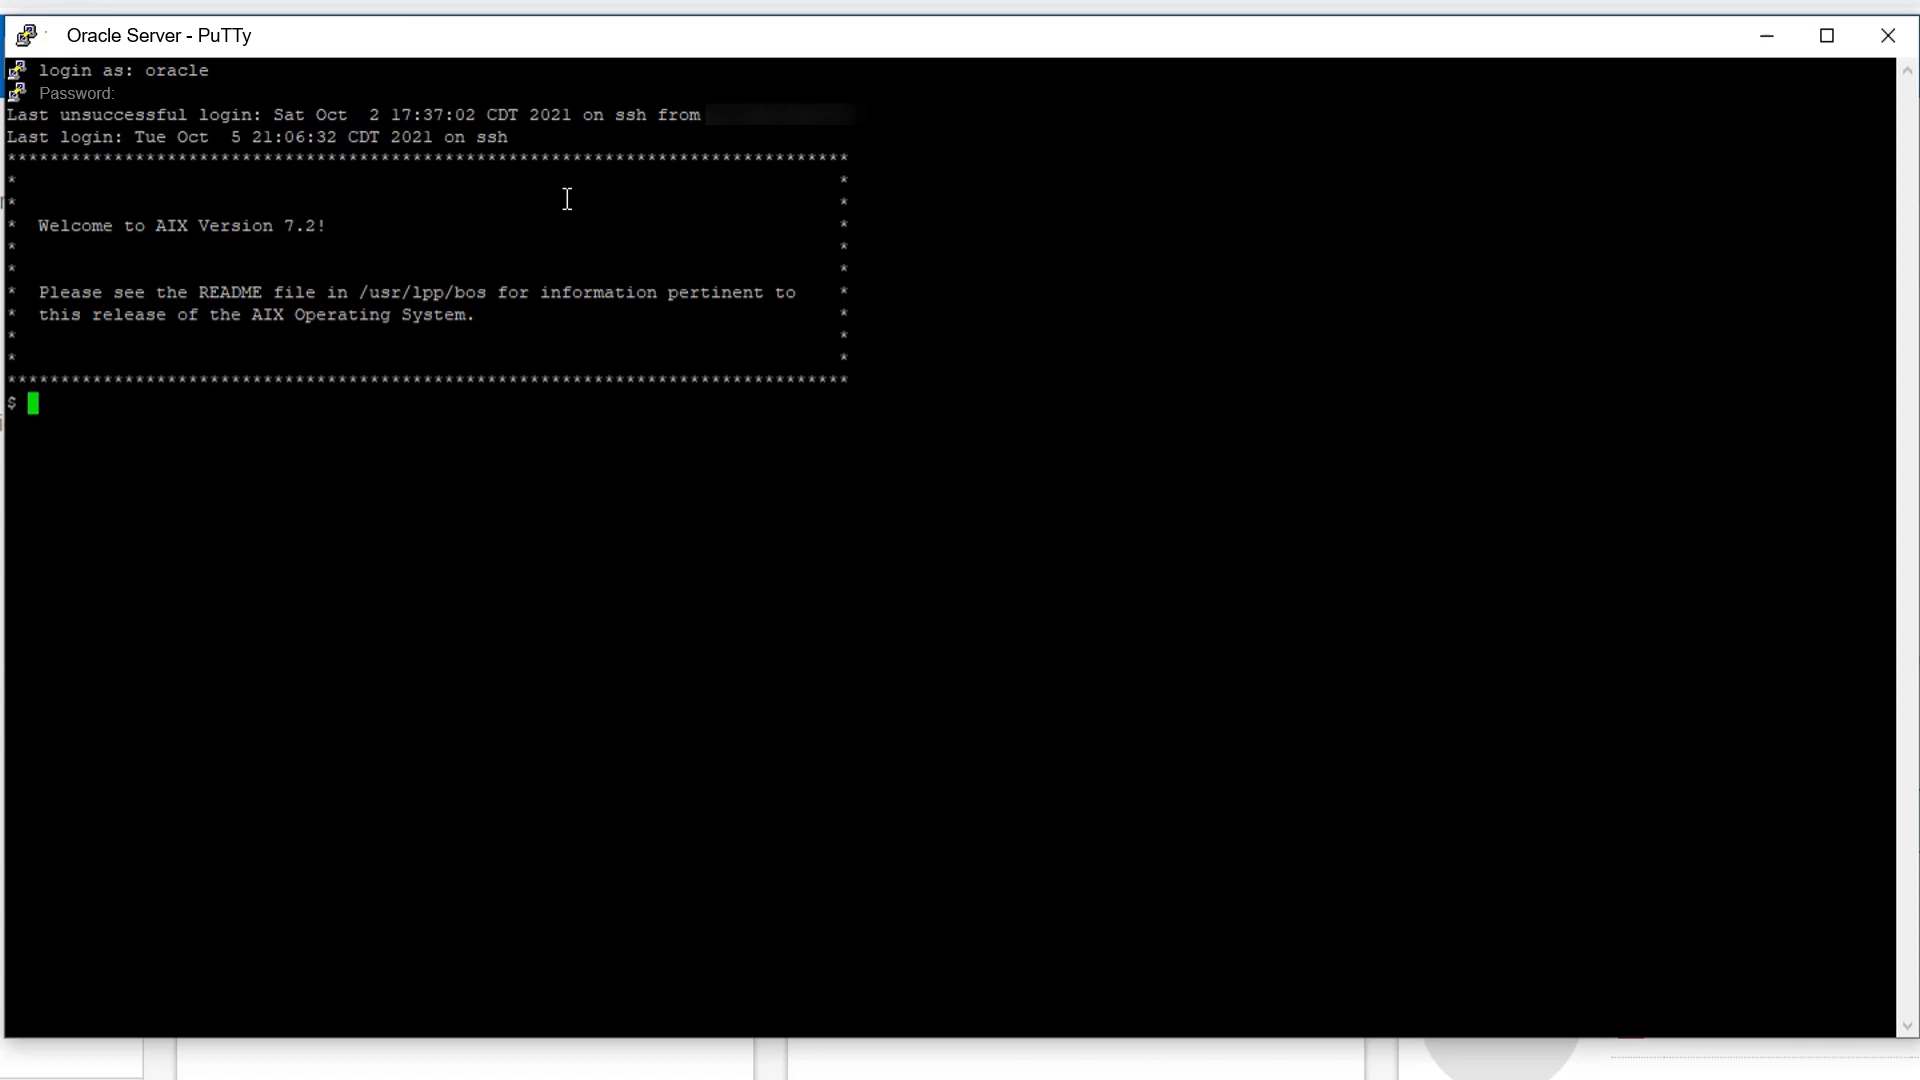 Oracle Server - PuTTy
login as: oracle
Password:
Last unsuccessful login: Sat Oct  2 17:37:02 CDT 2021 on ssh from
Last login: Tue Oct  5 21:06:32 CDT 2021 on ssh
*******************************************************************************
*                                                                             *
*                                                                             *
*  Welcome to AIX Version 7.2!                                                *
*                                                                             *
*                                                                             *
*  Please see the README file in /usr/lpp/bos for information pertinent to    *
*  this release of the AIX Operating System.                                  *
*                                                                             *
*                                                                             *
*******************************************************************************
$